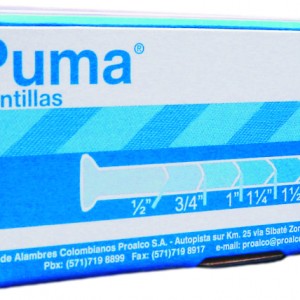 Puma®
ntillas
½" 3/4" 1" 1¼" 1½
de Alambres Colombianos Proalco S.A. - Autopista sur Km. 25 vía Sibaté Zona
Pbx: (571)719 8899 Fax: (571)719 8917 e-mail: proalco@proalco